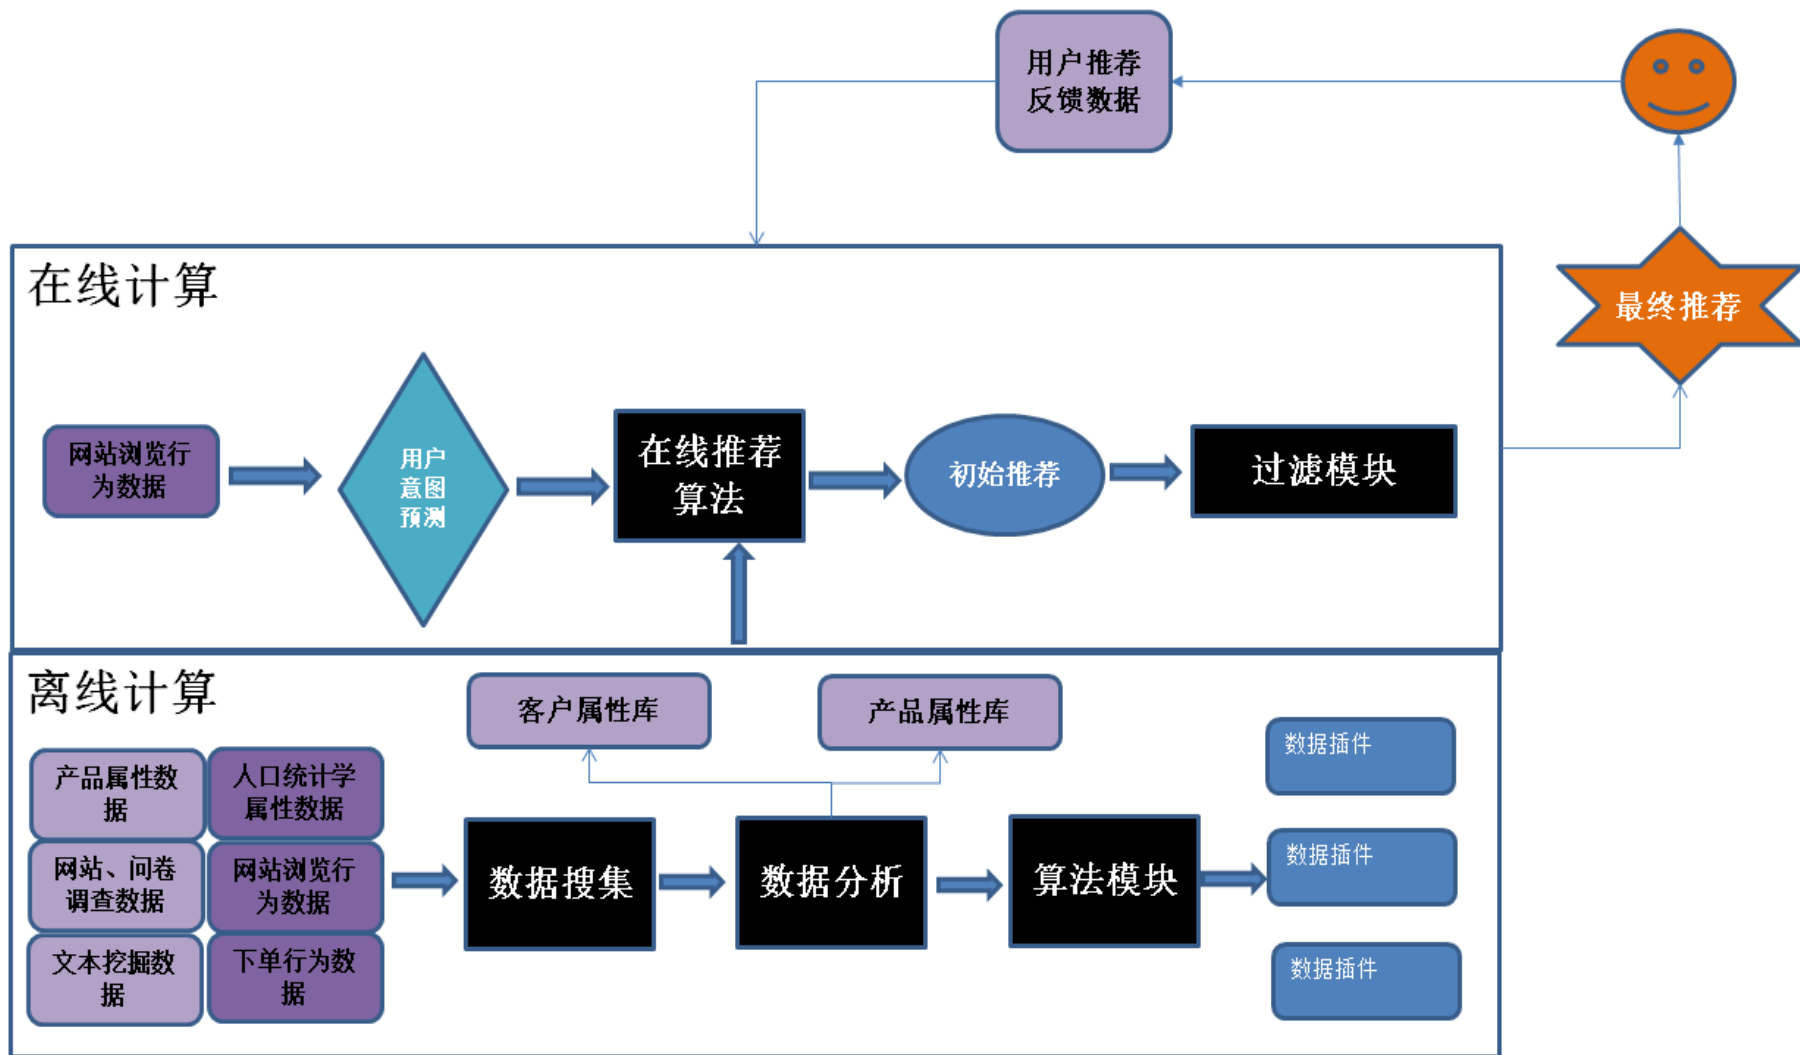 用户推荐
反馈数据
在线计算
最终推荐
网站浏览行
为数据
用户
意图
预测
在线推荐
算法
初始推荐
过滤模块
离线计算
客户属性库
产品属性库
数据插件
产品属性数
据
人口统计学
属性数据
网站、问卷
调查数据
网站浏览行
为数据
数据搜集
数据分析
算法模块
数据插件
文本挖掘数
据
下单行为数
据
数据插件